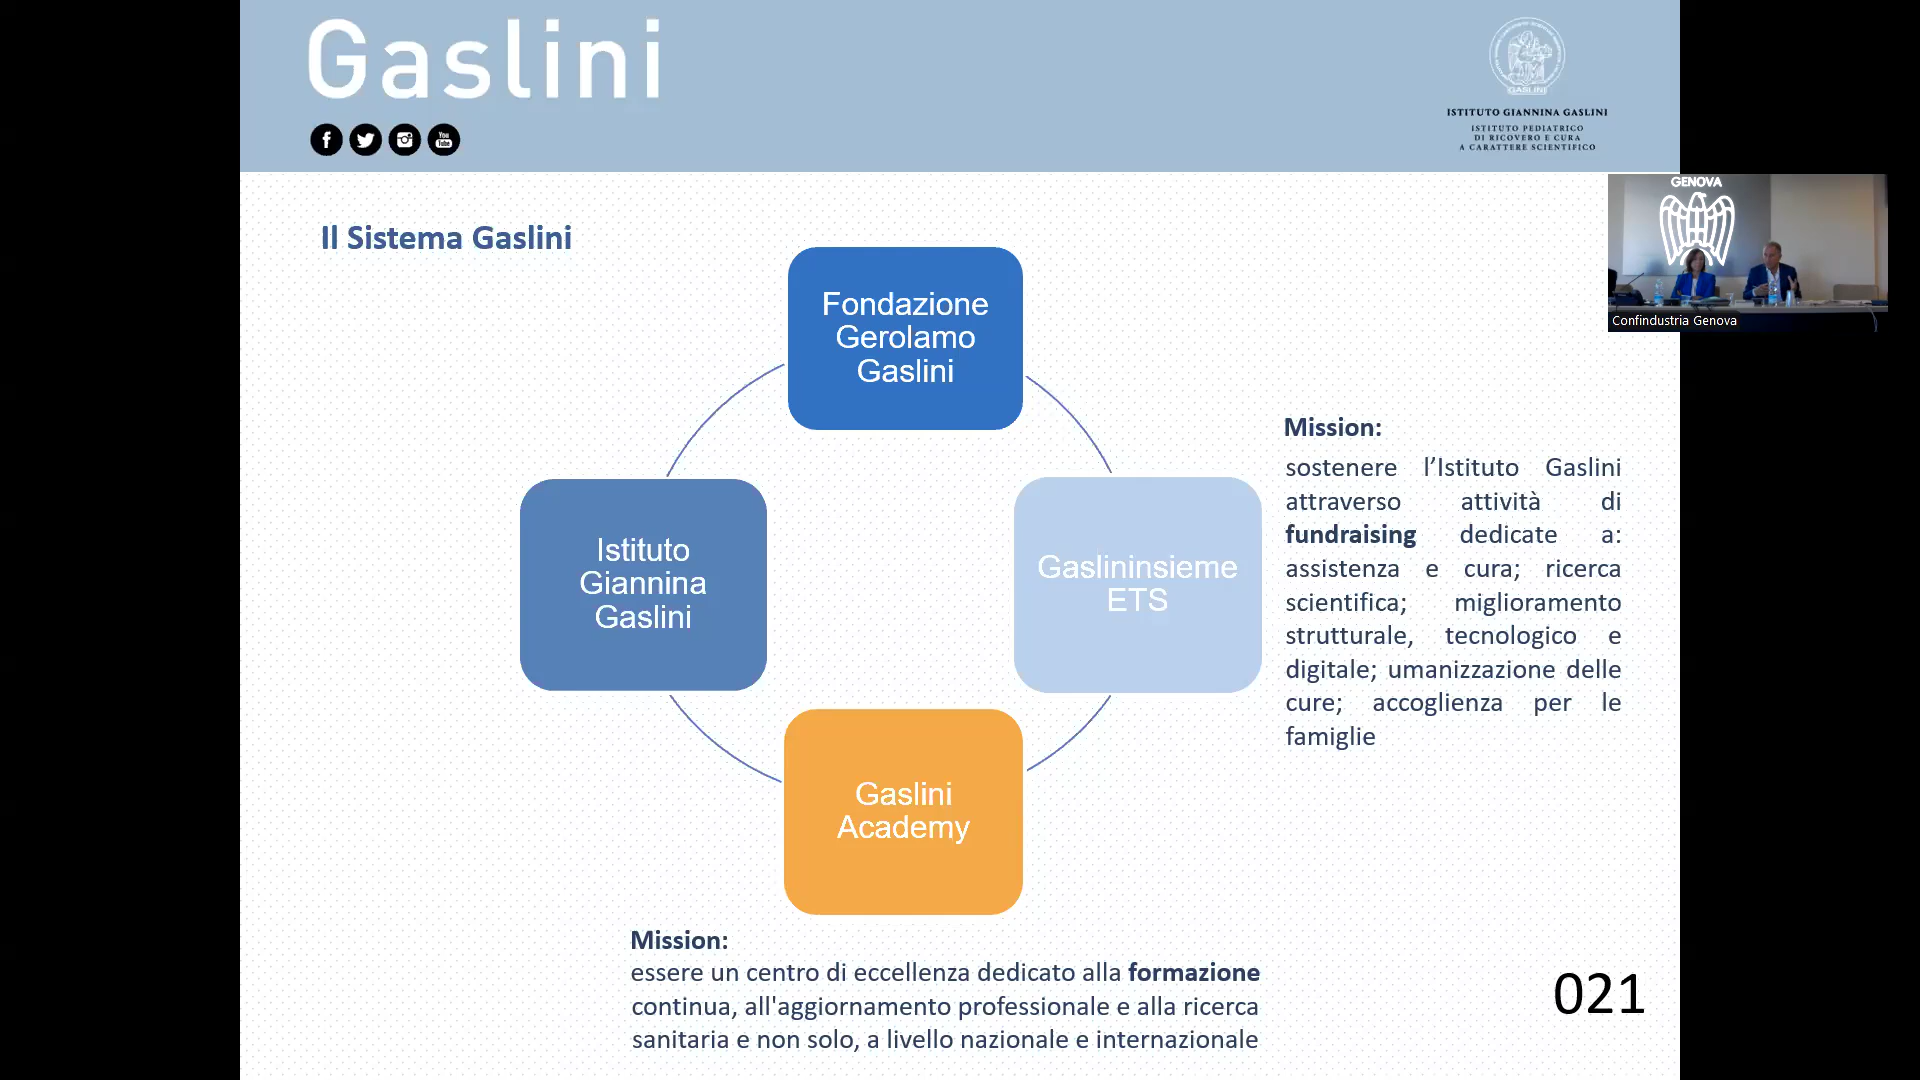 Gaslini
You
Tube
GASLINI
ISTITUTO GIANNINA GASLINI
ISTITUTO PEDIATRICO
DI RICOVERO E CURA
A CARATTERE SCIENTIFICO
GENOVA
Confindustria Genova
Il Sistema Gaslini
Fondazione
Gerolamo
Gaslini
Istituto
Giannina
Gaslini
Gaslininsieme
ETS
Gaslini
Academy
Mission:
sostenere l’Istituto Gaslini
attraverso attività di
fundraising dedicate a:
assistenza e cura; ricerca
scientifica; miglioramento
strutturale, tecnologico e
digitale; umanizzazione delle
cure; accoglienza per le
famiglie
Mission:
essere un centro di eccellenza dedicato alla formazione
continua, all'aggiornamento professionale e alla ricerca
sanitaria e non solo, a livello nazionale e internazionale
021